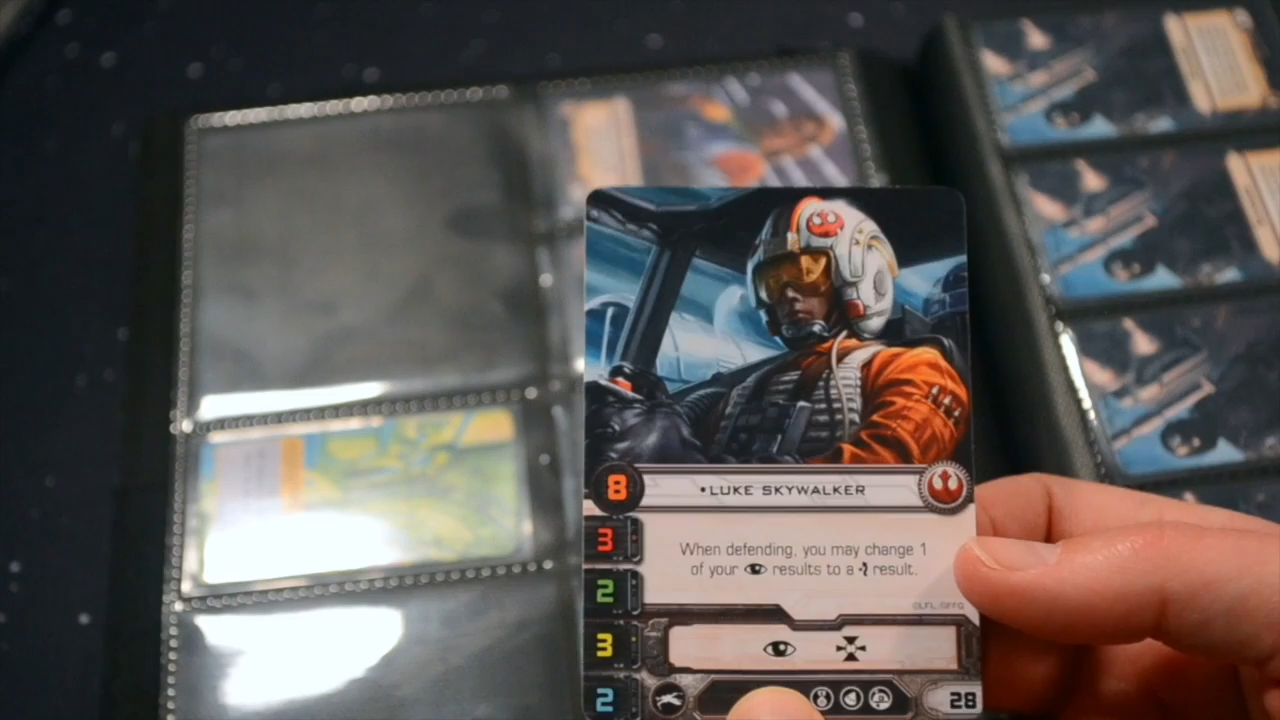 8
•LUKE SKYWALKER
3
When defending, you may change 1
of your results to a result.
2
3
2
28